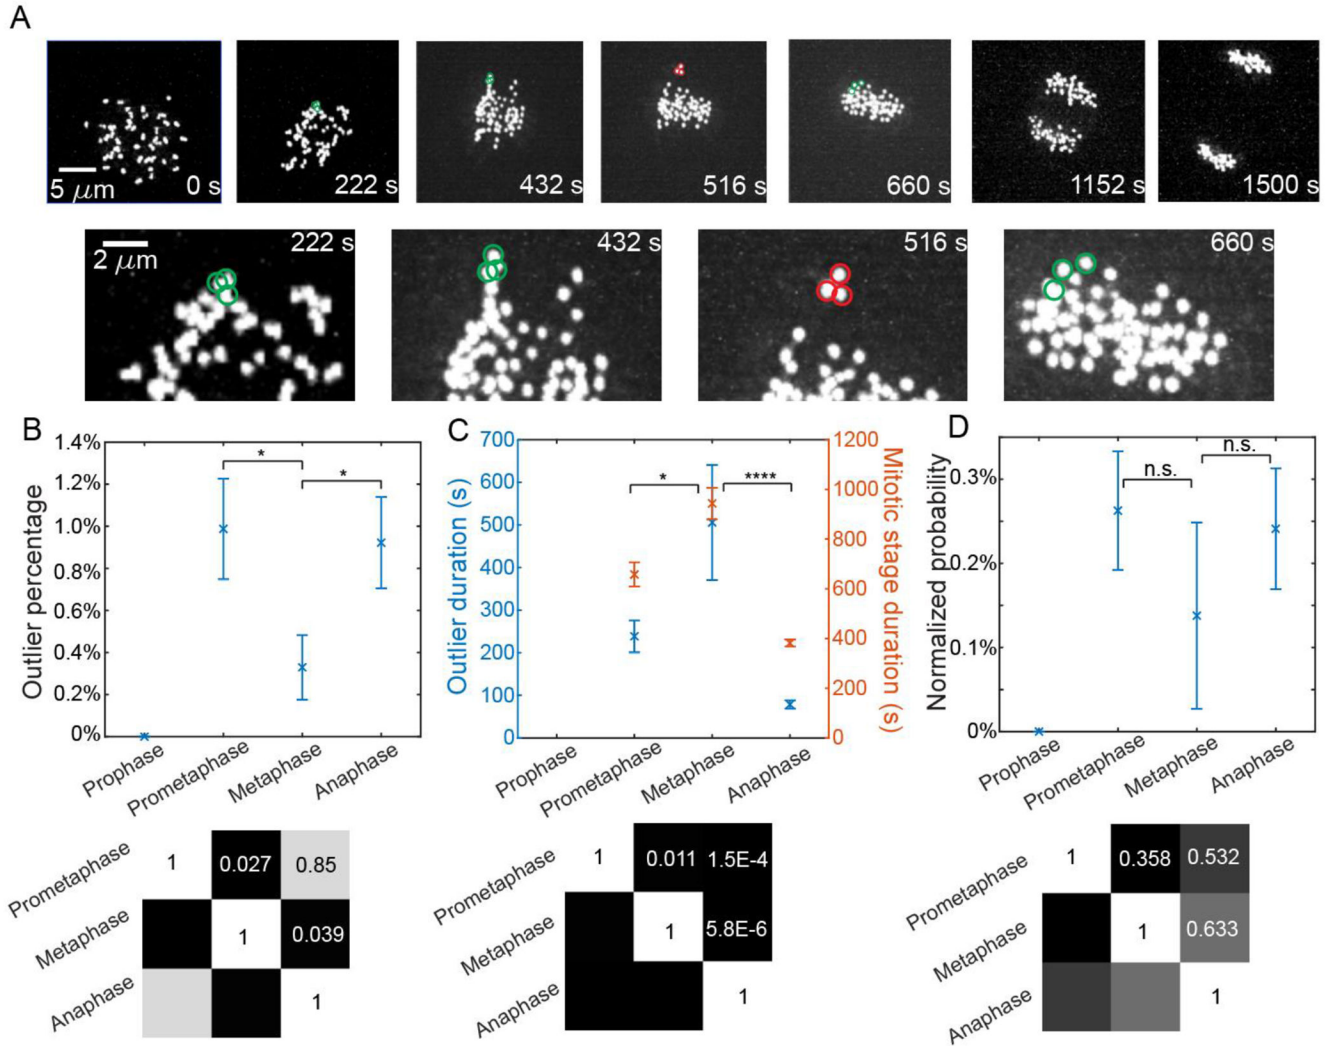 A
5 μm
0 s
222 s
432 s
516 s
660 s
1152 s
1500 s
2 μm
222 s
432 s
516 s
660 s
B
Outlier percentage
1.4%
1.2%
1.0%
0.8%
0.6%
0.4%
0.2%
0%
*
*
Prophase
Prometaphase
Metaphase
Anaphase
C
Outlier duration (s)
700
600
500
400
300
200
100
0
*
****
1200
1000
800
600
400
200
0
Mitotic stage duration (s)
Prophase
Prometaphase
Metaphase
Anaphase
D
Normalized probability
0.3%
0.2%
0.1%
0%
n.s.
n.s.
Prophase
Prometaphase
Metaphase
Anaphase
Prometaphase
1 0.027 0.85
Metaphase
1 0.039
Anaphase
1
Prometaphase
1 0.011 1.5E-4
Metaphase
1 5.8E-6
Anaphase
1
Prometaphase
1 0.358 0.532
Metaphase
1 0.633
Anaphase
1